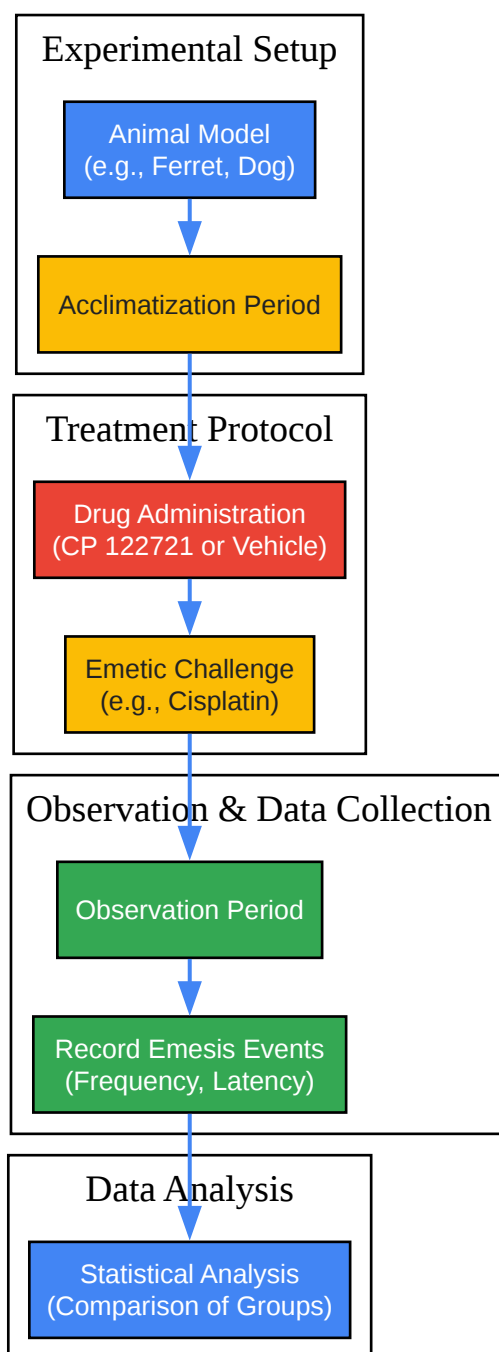 Experimental Setup
Animal Model
(e.g., Ferret, Dog)
Acclimatization Period
Treatment Protocol
Drug Administration
(CP 122721 or Vehicle)
Emetic Challenge
(e.g., Cisplatin)
Observation & Data Collection
Observation Period
Record Emesis Events
(Frequency, Latency)
Data Analysis
Statistical Analysis
(Comparison of Groups)